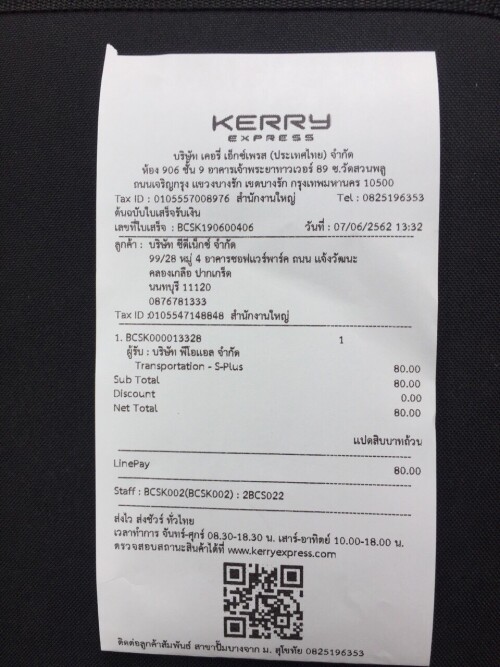 KERRY
EXPRESS
บริษัท เคอรี่ เอ็กซ์เพรส (ประเทศไทย) จำกัด
ห้อง 906 ชั้น 9 อาคารเจ้าพระยาทาวเวอร์ 89 ซ.วัดสวนพลู
ถนนเจริญกรุง แขวงบางรัก เขตบางรัก กรุงเทพมหานคร 10500
Tax ID : 0105557008976 สำนักงานใหญ่ Tel : 0825196353
ต้นฉบับใบเสร็จรับเงิน
เลขที่ใบเสร็จ : BCSK190600406 วันที่ : 07/06/2562 13:32
ลูกค้า : บริษัท ซีดีเน็กซ์ จำกัด
99/28 หมู่ 4 อาคารซอฟแวร์พาร์ค ถนน แจ้งวัฒนะ
คลองเกลือ ปากเกร็ด
นนทบุรี 11120
0876781333
Tax ID :0105547148848 สำนักงานใหญ่
1. BCSK000013328 1
ผู้รับ : บริษัท พีไอแอล จำกัด
Transportation - S-Plus 80.00
Sub Total 80.00
Discount 0.00
Net Total 80.00
แปดสิบบาทถ้วน
LinePay 80.00
Staff : BCSK002(BCSK002) : 2BCS022
ส่งไว ส่งชัวร์ ทั่วไทย
เวลาทำการ จันทร์-ศุกร์ 08.30-18.30 น. เสาร์-อาทิตย์ 10.00-18.00 น.
ตรวจสอบสถานะสินค้าได้ที่ www.kerryexpress.com
ติดต่อลูกค้าสัมพันธ์ สาขาปั๊มบางจาก ม. สุโขทัย 0825196353